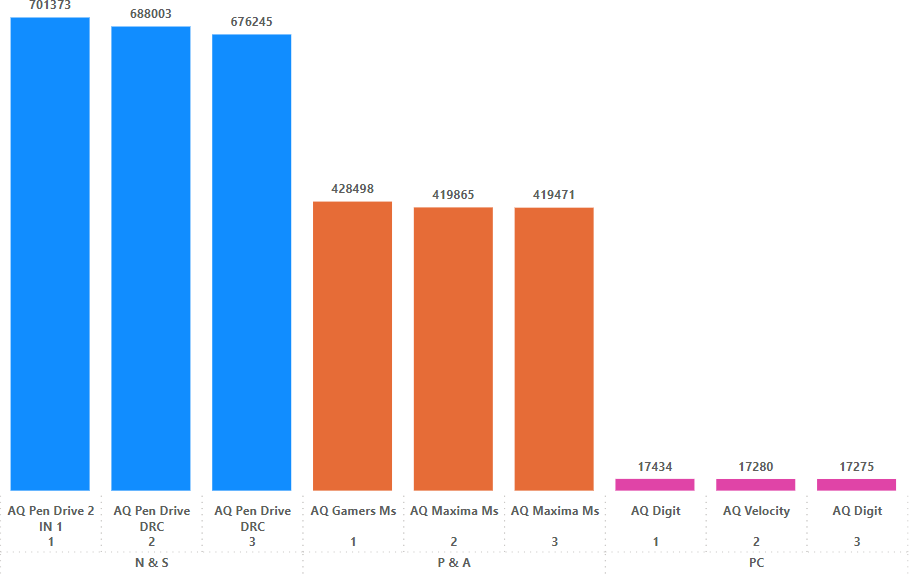 701373
688003
676245
428498
419865
419471
17434
17280
17275
AQ Pen Drive 2
IN 1
AQ Pen Drive
DRC
AQ Pen Drive
DRC
AQ Gamers Ms
AQ Maxima Ms
AQ Maxima Ms
AQ Digit
AQ Velocity
AQ Digit
1
2
3
1
2
3
1
2
3
N & S
P & A
PC